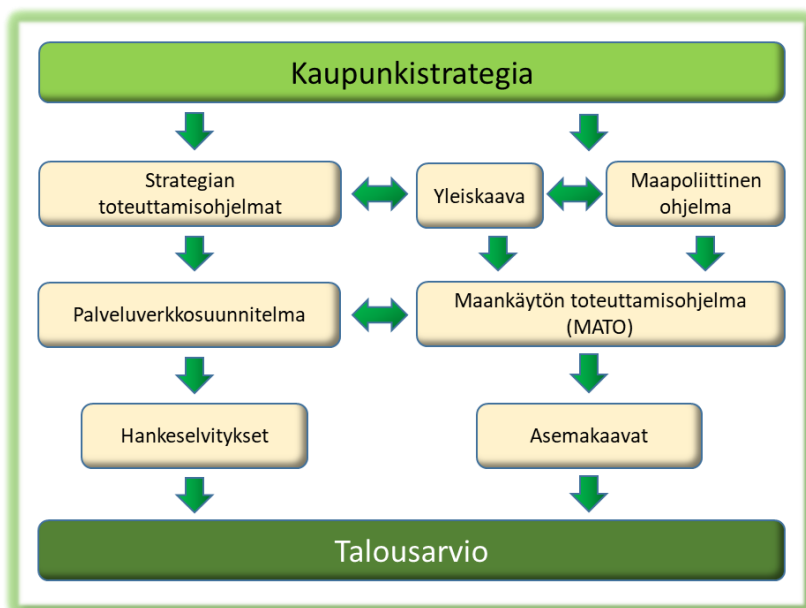 Kaupunkistrategia
Strategian
toteuttamisohjelmat
Yleiskaava
Maapoliittinen
ohjelma
Palveluverkkosuunnitelma
Maankäytön toteuttamisohjelma
(MATO)
Hankeselvitykset
Asemakaavat
Talousarvio